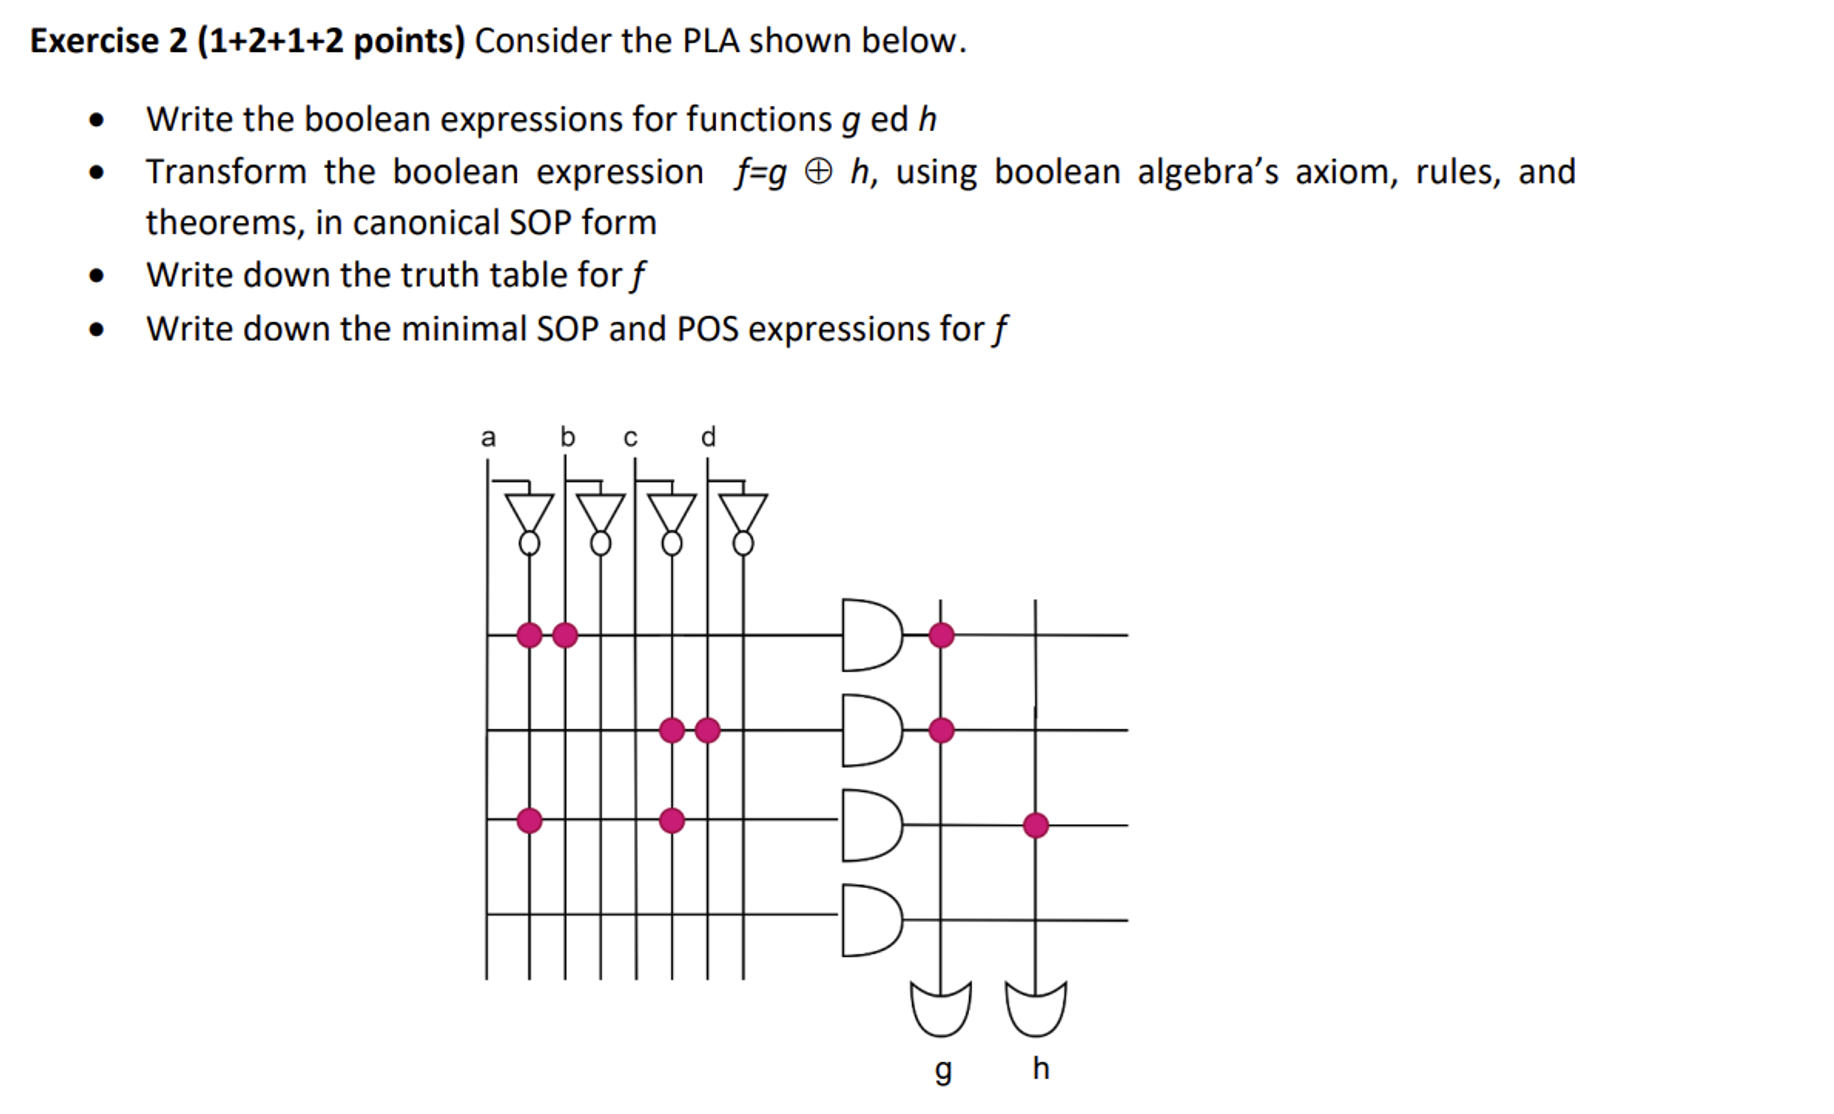 Exercise 2 (1+2+1+2 points) Consider the PLA shown below.
• Write the boolean expressions for functions g ed h
• Transform the boolean expression f=g ⊕ h, using boolean algebra’s axiom, rules, and
theorems, in canonical SOP form
• Write down the truth table for f
• Write down the minimal SOP and POS expressions for f
a b c d
g h